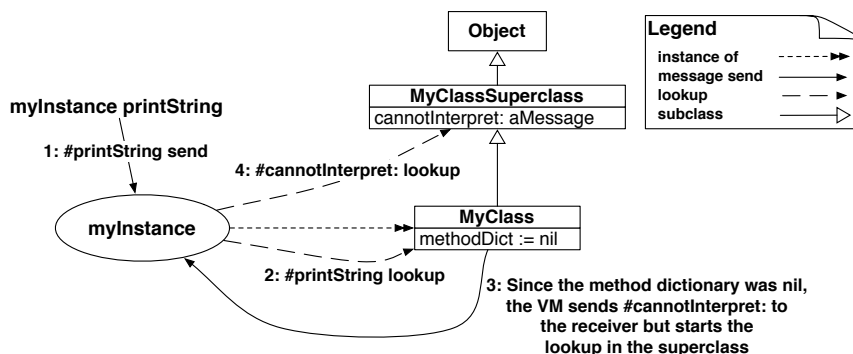 Object
Legend
instance of
message send
lookup
subclass
MyClassSuperclass
cannotInterpret: aMessage
myInstance printString
1: #printString send
4: #cannotInterpret: lookup
myInstance
MyClass
methodDict := nil
2: #printString lookup
3: Since the method dictionary was nil,
the VM sends #cannotInterpret: to
the receiver but starts the
lookup in the superclass